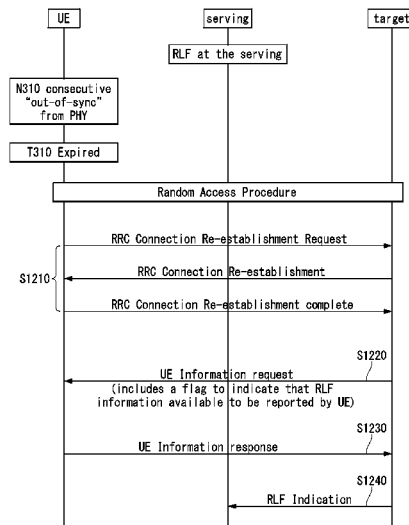 UE
serving
target
RLF at the serving
N310 consecutive
“out-of-sync”
from PHY
T310 Expired
Random Access Procedure
RRC Connection Re-establishment Request
RRC Connection Re-establishment
S1210
RRC Connection Re-establishment complete
S1220
UE Information request
(includes a flag to indicate that RLF
information available to be reported by UE)
S1230
UE Information response
S1240
RLF Indication